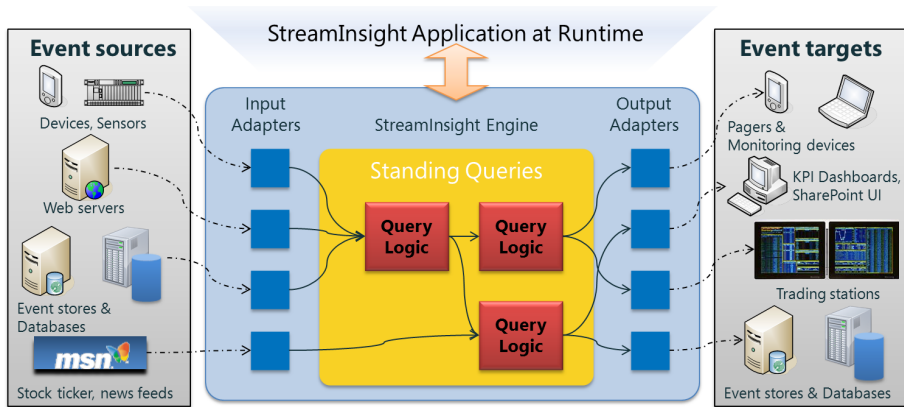 StreamInsight Application at Runtime
Event sources
Devices, Sensors
Web servers
Event stores &
Databases
msn
Stock ticker, news feeds
Input
Adapters
StreamInsight Engine
Standing Queries
Query
Logic
Query
Logic
Query
Logic
Output
Adapters
Event targets
Pagers &
Monitoring devices
KPI Dashboards,
SharePoint UI
Trading stations
Event stores & Databases